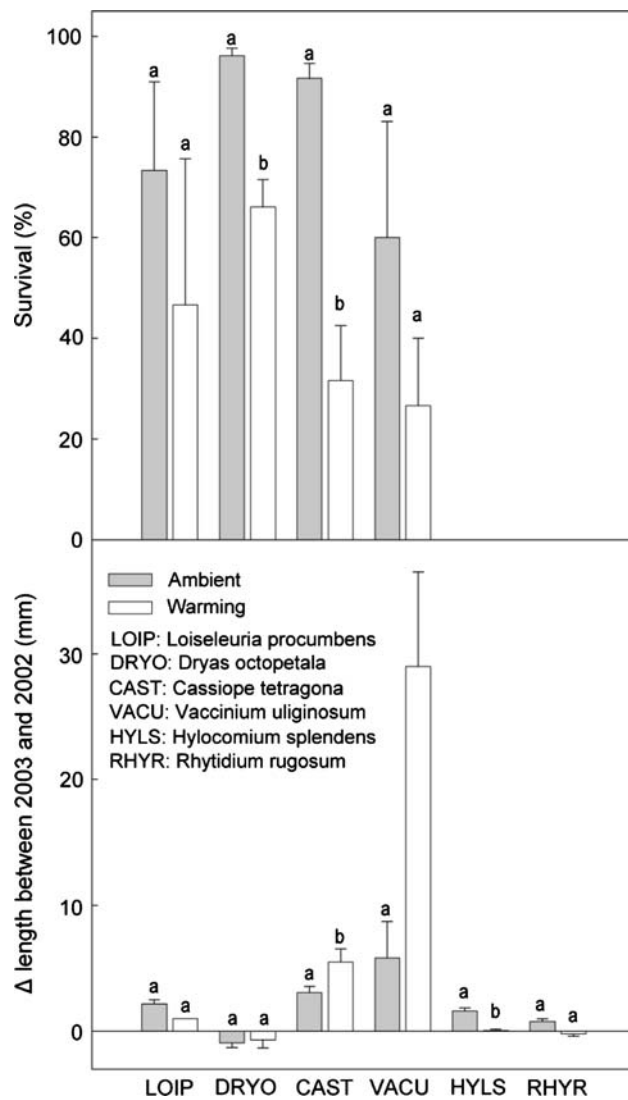 100
80
60
40
20
0
Survival (%)
a
a
a
b
a
b
a
a
Ambient
Warming
LOIP: Loiseleuria procumbens
DRYO: Dryas octopetala
CAST: Cassiope tetragona
VACU: Vaccinium uliginosum
HYLS: Hylocomium splendens
RHYR: Rhytidium rugosum
30
20
10
0
Δ length between 2003 and 2002 (mm)
a
a
a
a
a
b
a
a
b
a
a
LOIP DRYO CAST VACU HYLS RHYR